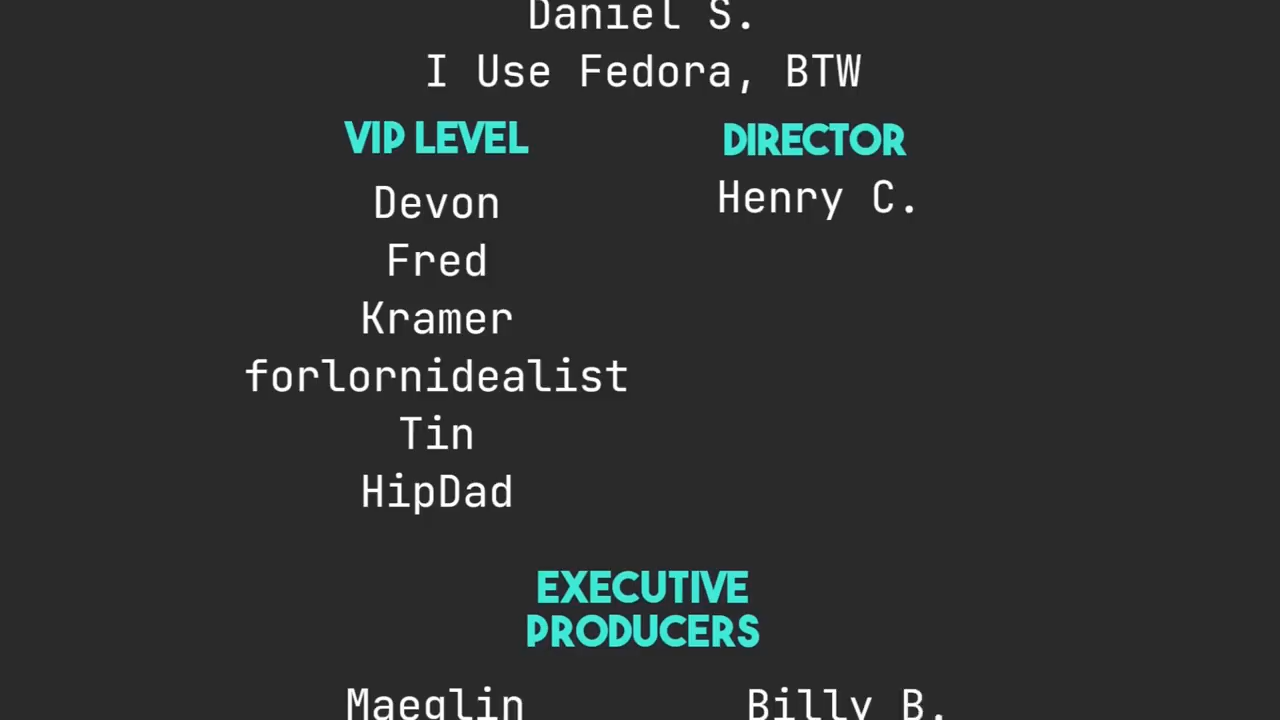 Daniel S.
I Use Fedora, BTW
VIP LEVEL
Devon
Fred
Kramer
forlornidealist
Tin
HipDad
DIRECTOR
Henry C.
EXECUTIVE
PRODUCERS
Maeglin
Billy B.